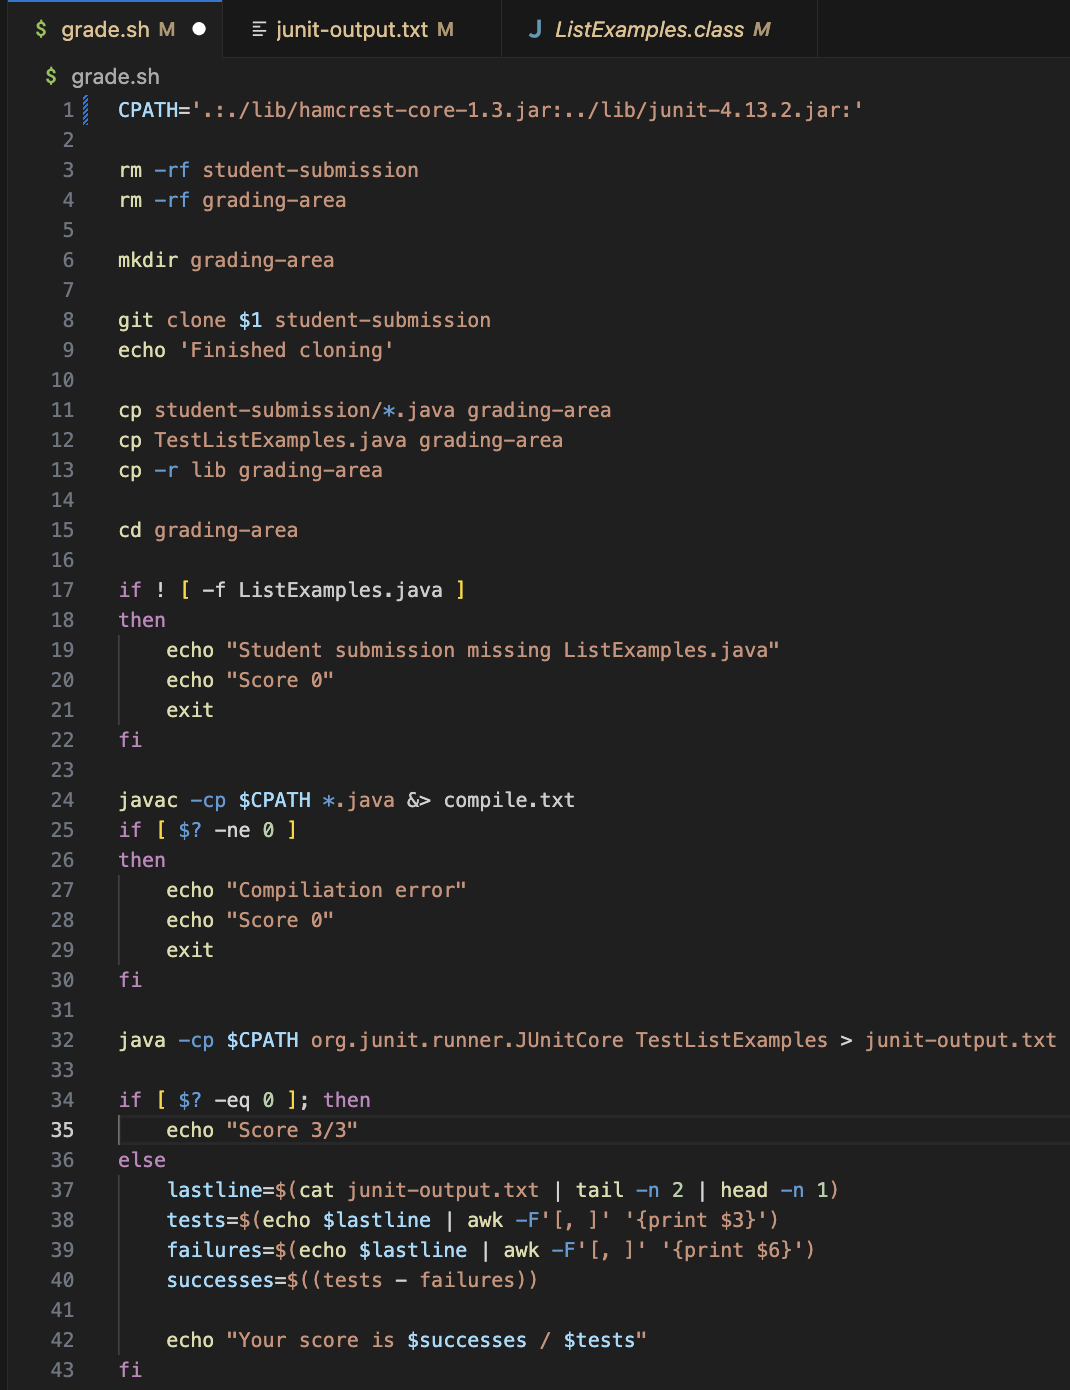 $ grade.sh M ● junit-output.txt M J ListExamples.class M
$ grade.sh
1 CPATH='.:./lib/hamcrest-core-1.3.jar:../lib/junit-4.13.2.jar:'
2
3 rm -rf student-submission
4 rm -rf grading-area
5
6 mkdir grading-area
7
8 git clone $1 student-submission
9 echo 'Finished cloning'
10
11 cp student-submission/*.java grading-area
12 cp TestListExamples.java grading-area
13 cp -r lib grading-area
14
15 cd grading-area
16
17 if ! [ -f ListExamples.java ]
18 then
19     echo "Student submission missing ListExamples.java"
20     echo "Score 0"
21     exit
22 fi
23
24 javac -cp $CPATH *.java &> compile.txt
25 if [ $? -ne 0 ]
26 then
27     echo "Compiliation error"
28     echo "Score 0"
29     exit
30 fi
31
32 java -cp $CPATH org.junit.runner.JUnitCore TestListExamples > junit-output.txt
33
34 if [ $? -eq 0 ]; then
35     echo "Score 3/3"
36 else
37     lastline=$(cat junit-output.txt | tail -n 2 | head -n 1)
38     tests=$(echo $lastline | awk -F'[, ]' '{print $3}')
39     failures=$(echo $lastline | awk -F'[, ]' '{print $6}')
40     successes=$((tests - failures))
41
42     echo "Your score is $successes / $tests"
43 fi